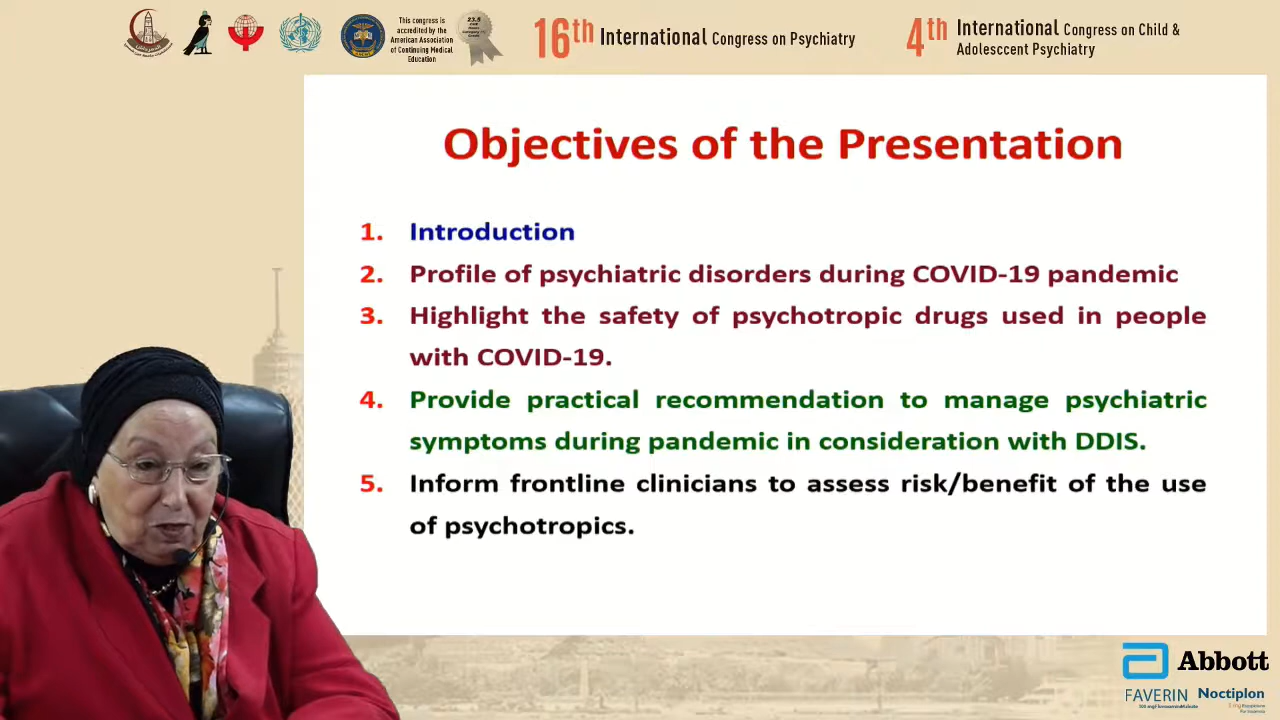 This congress is
accredited by the
American Association
of Continuing Medical
Education
23.5
16th International Congress on Psychiatry
4th International Congress on Child &
Adolesccent Psychiatry
Objectives of the Presentation
1. Introduction
2. Profile of psychiatric disorders during COVID-19 pandemic
3. Highlight the safety of psychotropic drugs used in people
with COVID-19.
4. Provide practical recommendation to manage psychiatric
symptoms during pandemic in consideration with DDIS.
5. Inform frontline clinicians to assess risk/benefit of the use
of psychotropics.
Abbott
FAVERIN Noctiplon